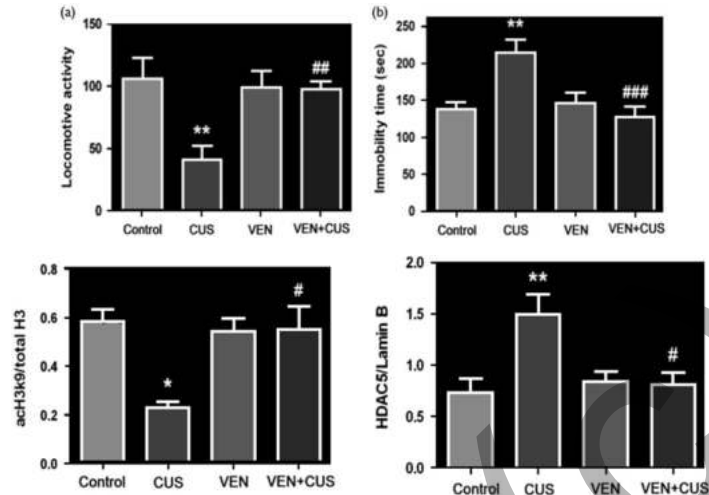 (a)
Locomotive activity
150
100
50
0
**
##
Control CUS VEN VEN+CUS
(b)
Immobility time (sec)
250
200
150
100
50
0
**
###
Control CUS VEN VEN+CUS
acH3k9/total H3
0.8
0.6
0.4
0.2
0.0
*
#
Control CUS VEN VEN+CUS
HDAC5/Lamin B
2.0
1.5
1.0
0.5
0.0
**
#
Control CUS VEN VEN+CUS